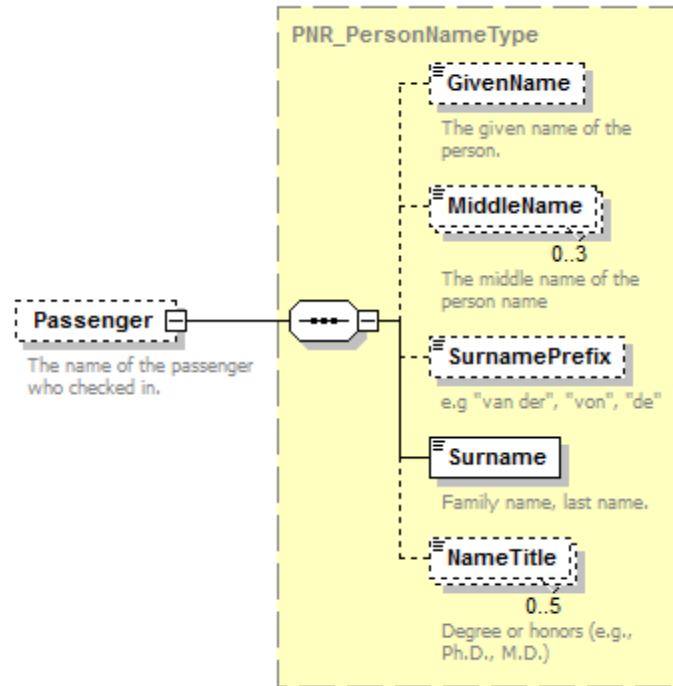 PNR_PersonNameType
GivenName
The given name of the
person.
MiddleName
0..3
The middle name of the
person name
Passenger
The name of the passenger
who checked in.
SurnamePrefix
e.g "van der", "von", "de"
Surname
Family name, last name.
NameTitle
0..5
Degree or honors (e.g.,
Ph.D., M.D.)